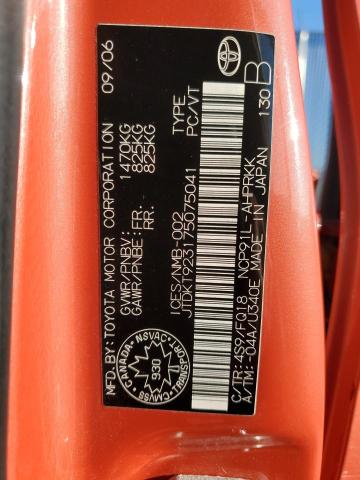 MFD.BY:TOYOTA MOTOR CORPORATION 09/06
GVWR/PNBV: 1470KG
GAWR/PNBE:FR: 825KG
RR: 825KG
ICES/NMB-002
JTDKT923175075041
TYPE:
PC/VT
CANADA NSVAC
930
CMVSS TRANSPORT
C/TR:4S9/FQ18 NCP91L-AHPRKK
A/TM:-04A/U340E MADE IN JAPAN
130 B
TOYOTA